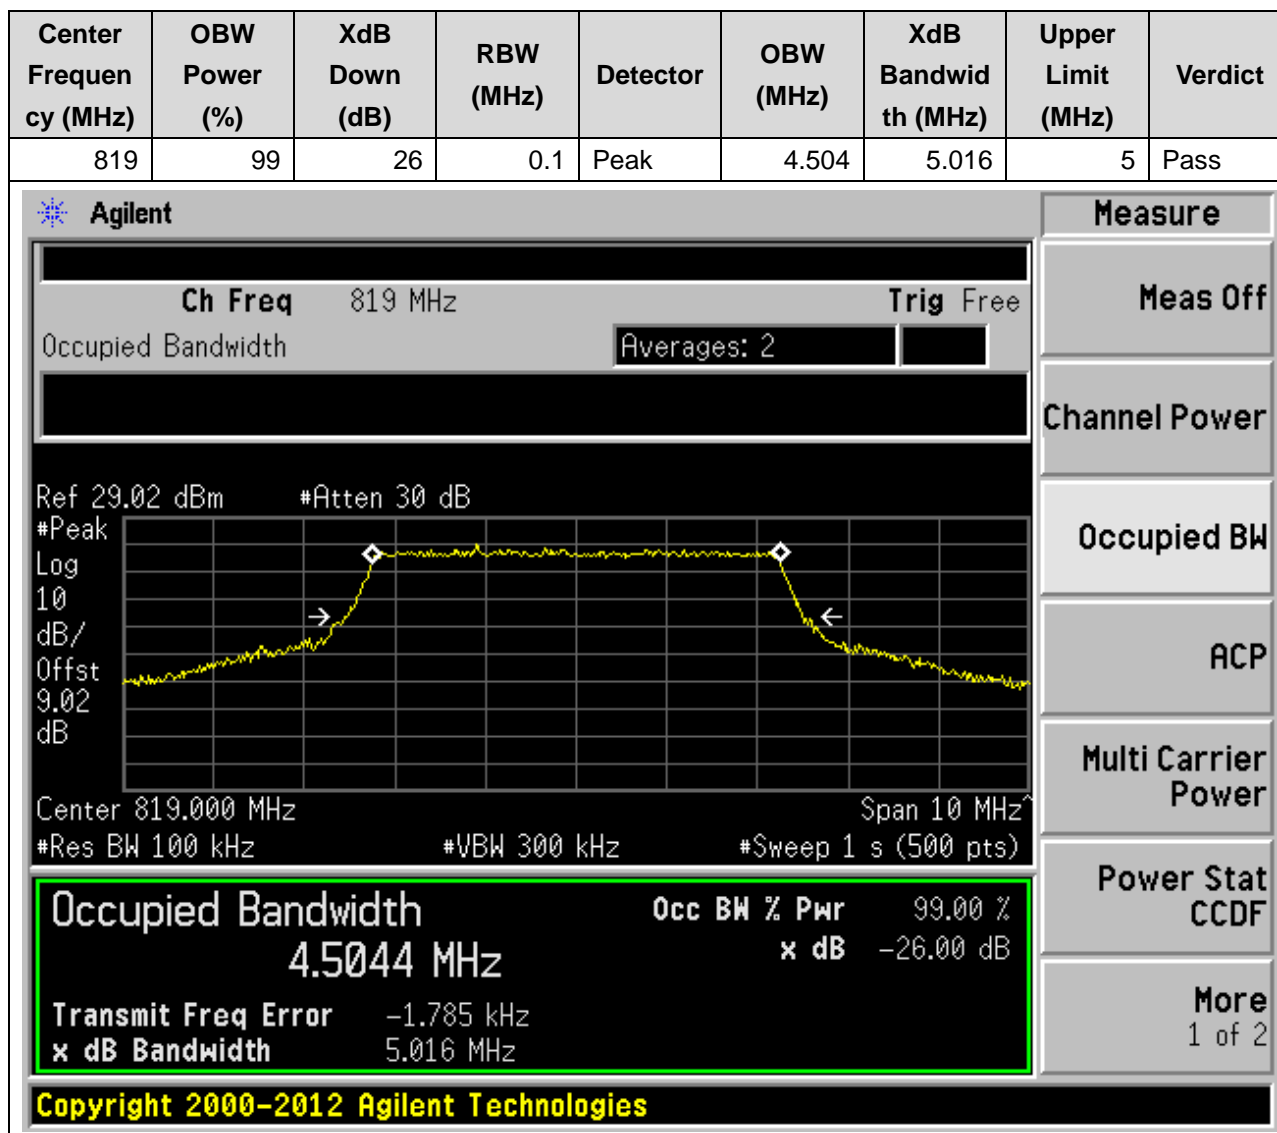 Center Frequen cy (MHz) OBW Power (%) XdB Down (dB) RBW (MHz) Detector OBW (MHz) XdB Bandwid th (MHz) Upper Limit (MHz) Verdict
819 99 26 0.1 Peak 4.504 5.016 5 Pass
Agilent
Ch Freq 819 MHz Trig Free
Occupied Bandwidth Averages: 2
Ref 29.02 dBm #Atten 30 dB
#Peak
Log
10
dB/
Offst
9.02
dB
Center 819.000 MHz Span 10 MHz^
#Res BW 100 kHz #VBW 300 kHz #Sweep 1 s (500 pts)
Occupied Bandwidth Occ BW % Pwr 99.00 %
4.5044 MHz x dB -26.00 dB
Transmit Freq Error -1.785 kHz
x dB Bandwidth 5.016 MHz
Copyright 2000-2012 Agilent Technologies
Measure
Meas Off
Channel Power
Occupied BW
ACP
Multi Carrier
Power
Power Stat
CCDF
More
1 of 2